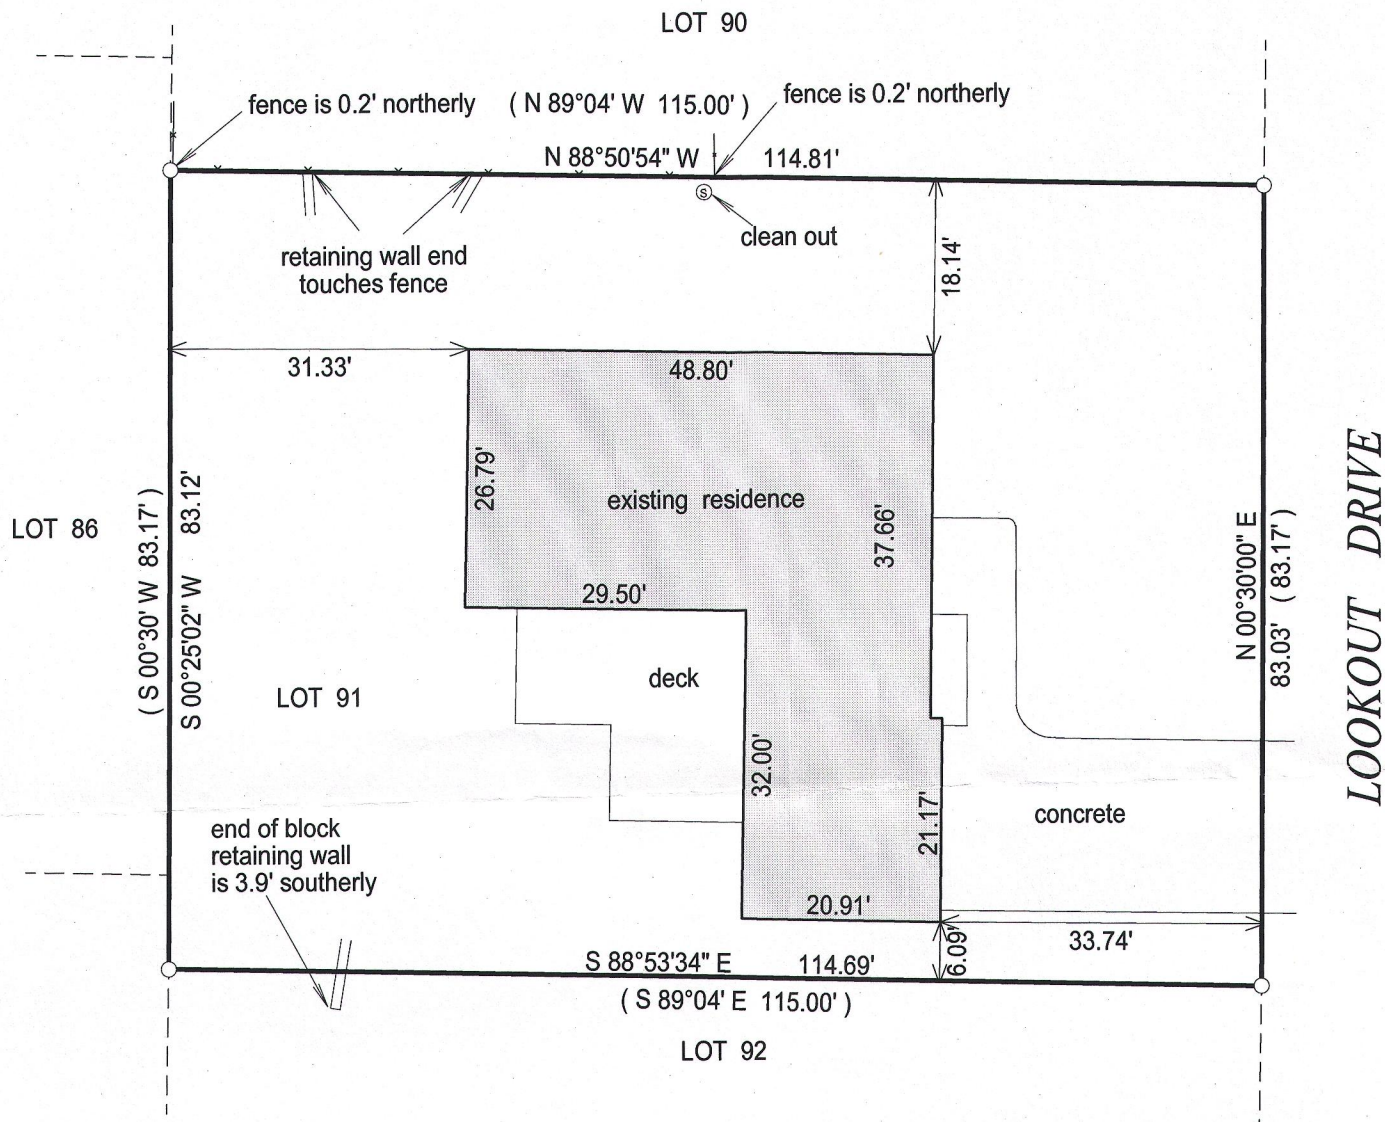 LOT 90
fence is 0.2' northerly
( N 89°04' W 115.00' )
fence is 0.2' northerly
N 88°50'54" W 114.81'
S
clean out
retaining wall end
touches fence
18.14'
31.33'
48.80'
26.79'
existing residence
37.66'
29.50'
LOT 86
( S 00°30' W 83.17' )
S 00°25'02" W 83.12'
N 00°30'00" E
83.03' ( 83.17' )
LOOKOUT DRIVE
deck
LOT 91
32.00'
21.17'
concrete
end of block
retaining wall
is 3.9' southerly
20.91'
6.09'
33.74'
S 88°53'34" E 114.69'
( S 89°04' E 115.00' )
LOT 92